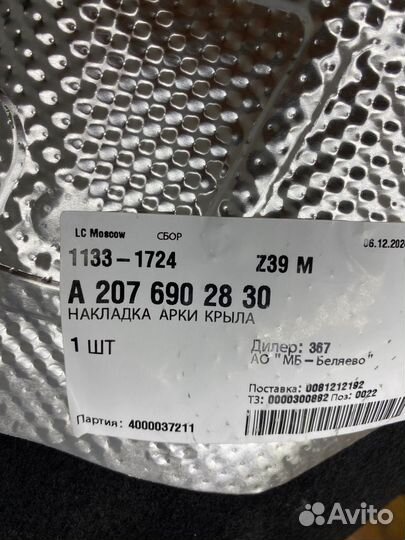 LC Moscow СБОР 06.12.202
1133-1724 Z39 M
A 207 690 28 30
НАКЛАДКА АРКИ КРЫЛА
1 ШТ
Дилер: 367
АО "МБ-Беляево"
Поставка: 0081212192
ТЗ: 0000300882 Поз: 0022
Партия: 4000037211
Avito